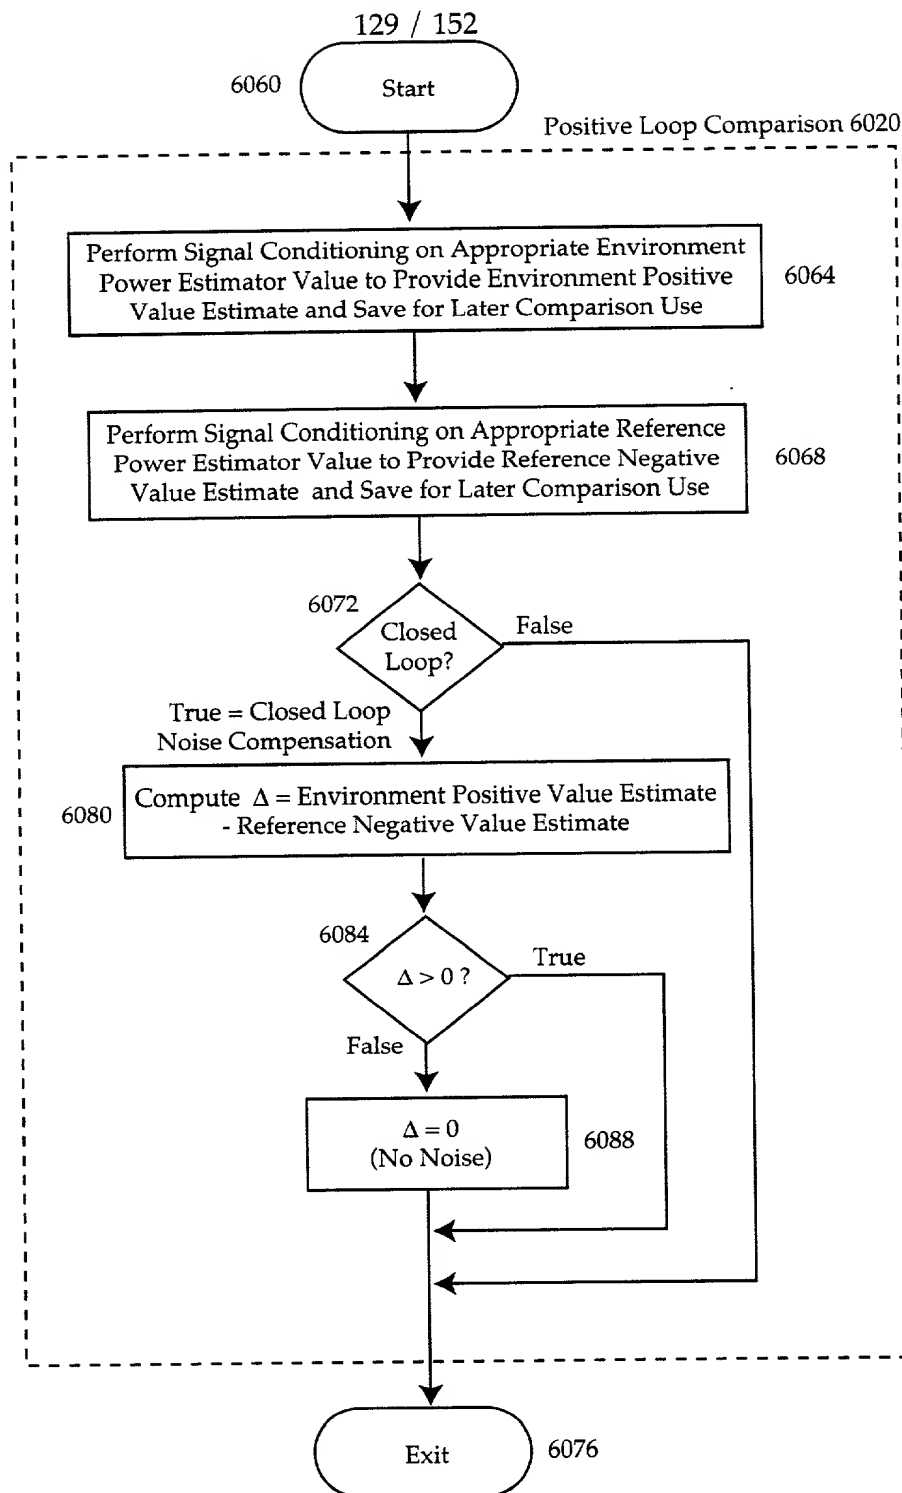 129 / 152
6060
Start
Positive Loop Comparison 6020
Perform Signal Conditioning on Appropriate Environment
Power Estimator Value to Provide Environment Positive
Value Estimate and Save for Later Comparison Use
6064
Perform Signal Conditioning on Appropriate Reference
Power Estimator Value to Provide Reference Negative
Value Estimate and Save for Later Comparison Use
6068
6072
Closed
Loop?
False
True = Closed Loop
Noise Compensation
6080
Compute Δ = Environment Positive Value Estimate
- Reference Negative Value Estimate
6084
Δ > 0 ?
True
False
Δ = 0
(No Noise)
6088
Exit
6076